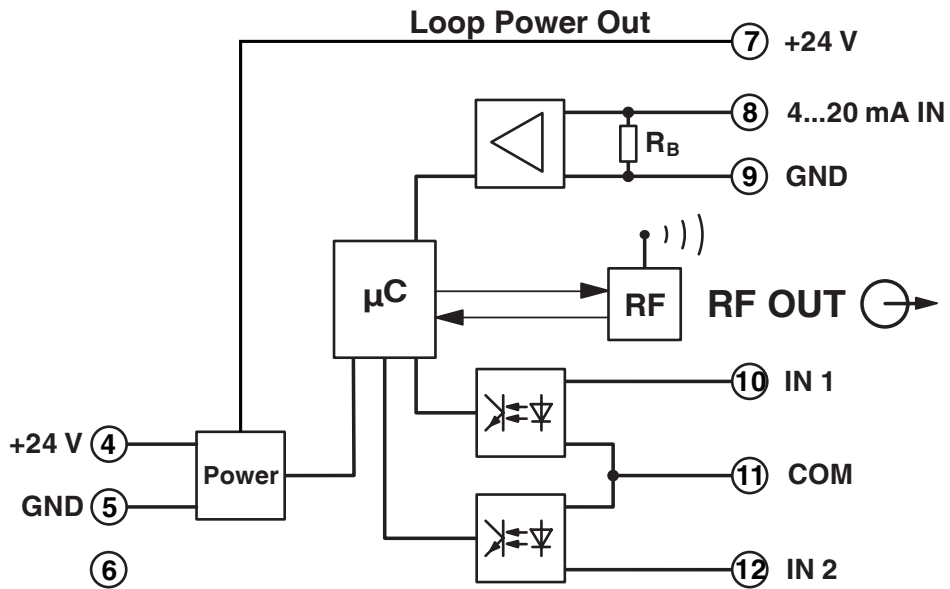 Loop Power Out
7 +24 V
8 4...20 mA IN
R_B
9 GND
µC
RF
RF OUT
10 IN 1
+24 V 4
Power
11 COM
GND 5
6
12 IN 2